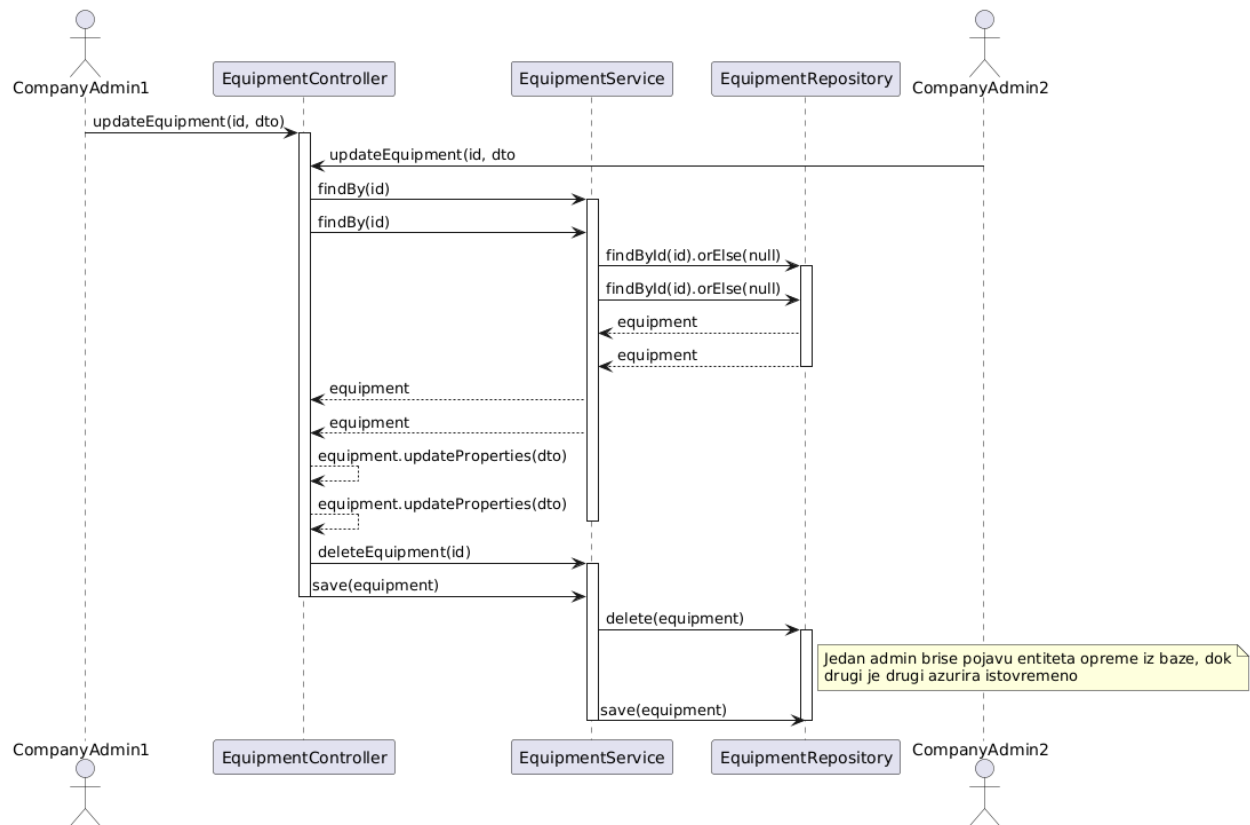 CompanyAdmin1
EquipmentController
EquipmentService
EquipmentRepository
CompanyAdmin2
updateEquipment(id, dto)
updateEquipment(id, dto
findBy(id)
findBy(id)
findById(id).orElse(null)
findById(id).orElse(null)
equipment
equipment
equipment
equipment
equipment.updateProperties(dto)
equipment.updateProperties(dto)
deleteEquipment(id)
save(equipment)
delete(equipment)
Jedan admin brise pojavu entiteta opreme iz baze, dok
drugi je drugi azurira istovremeno
save(equipment)
CompanyAdmin1
EquipmentController
EquipmentService
EquipmentRepository
CompanyAdmin2